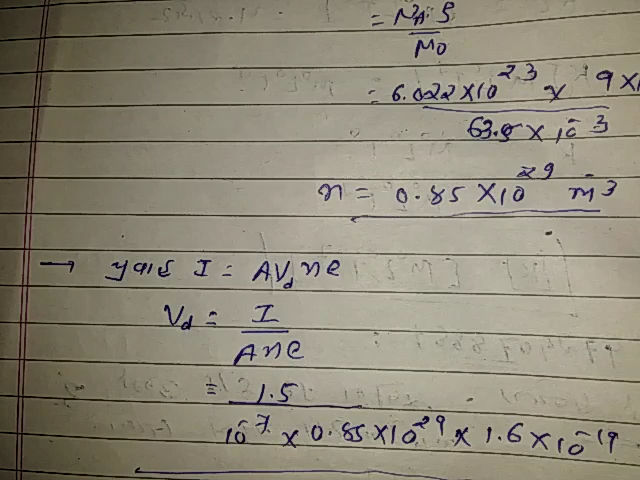 = NA ρ
M0
= 6.022×10^23 × 9×1
63.5 × 10^-3
n = 0.85 × 10^29 m^-3
→ I = AVd ne
Vd = I
Ane
= 1.5
10^-7 × 0.85×10^29 × 1.6×10^-19